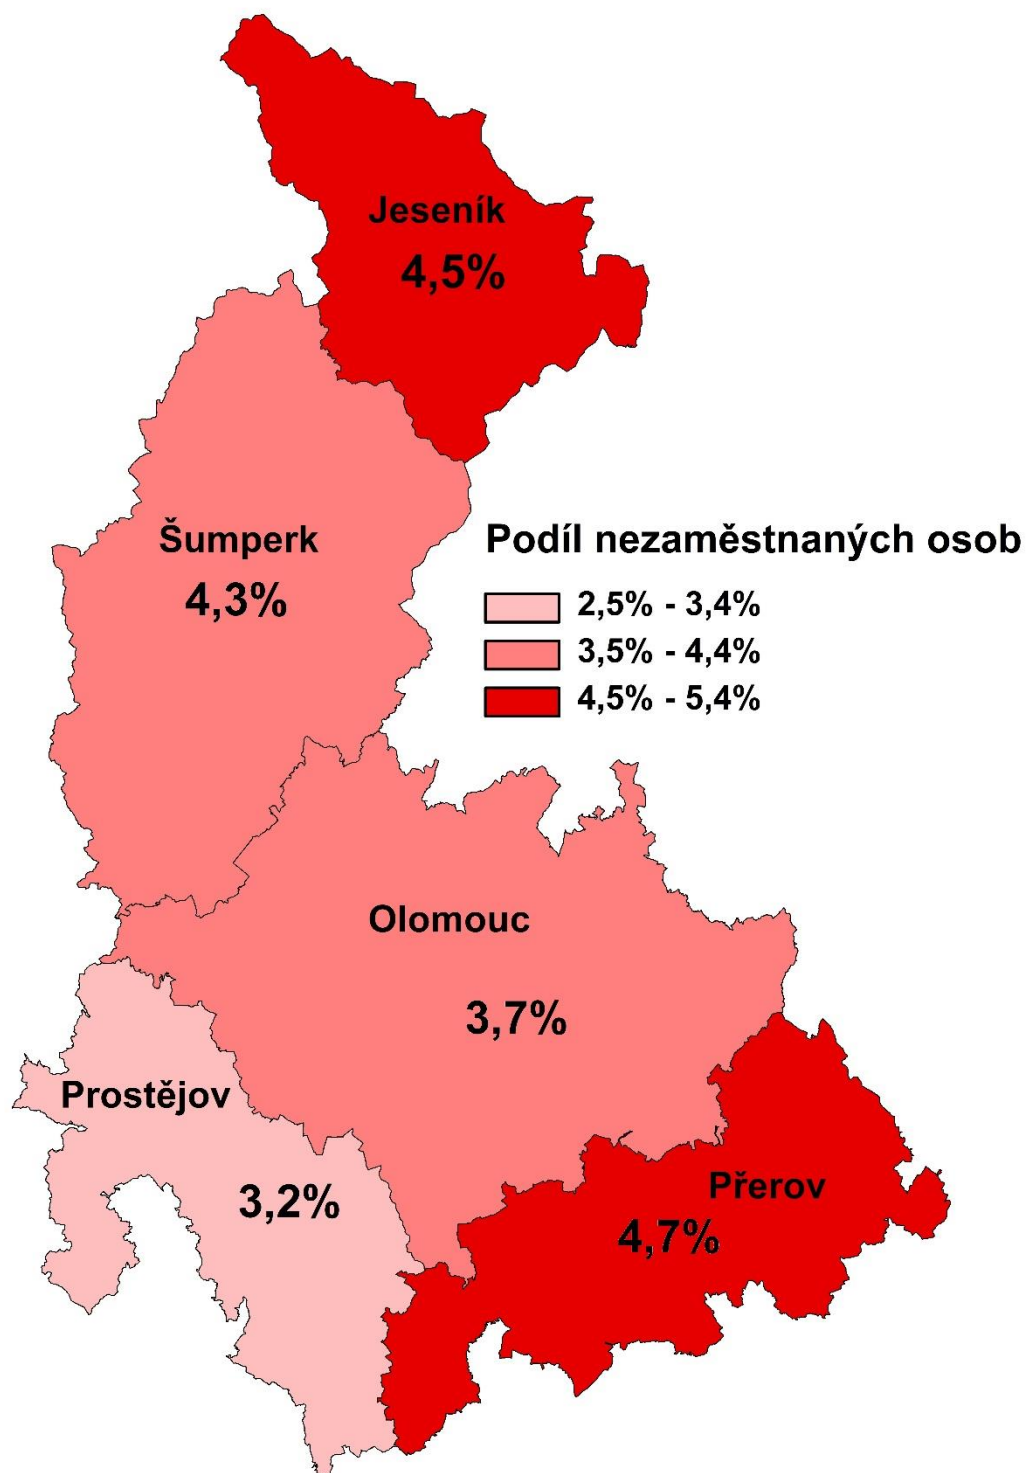 Jeseník
4,5%
Šumperk
4,3%
Podíl nezaměstnaných osob
2,5% - 3,4%
3,5% - 4,4%
4,5% - 5,4%
Olomouc
3,7%
Prostějov
3,2%
Přerov
4,7%